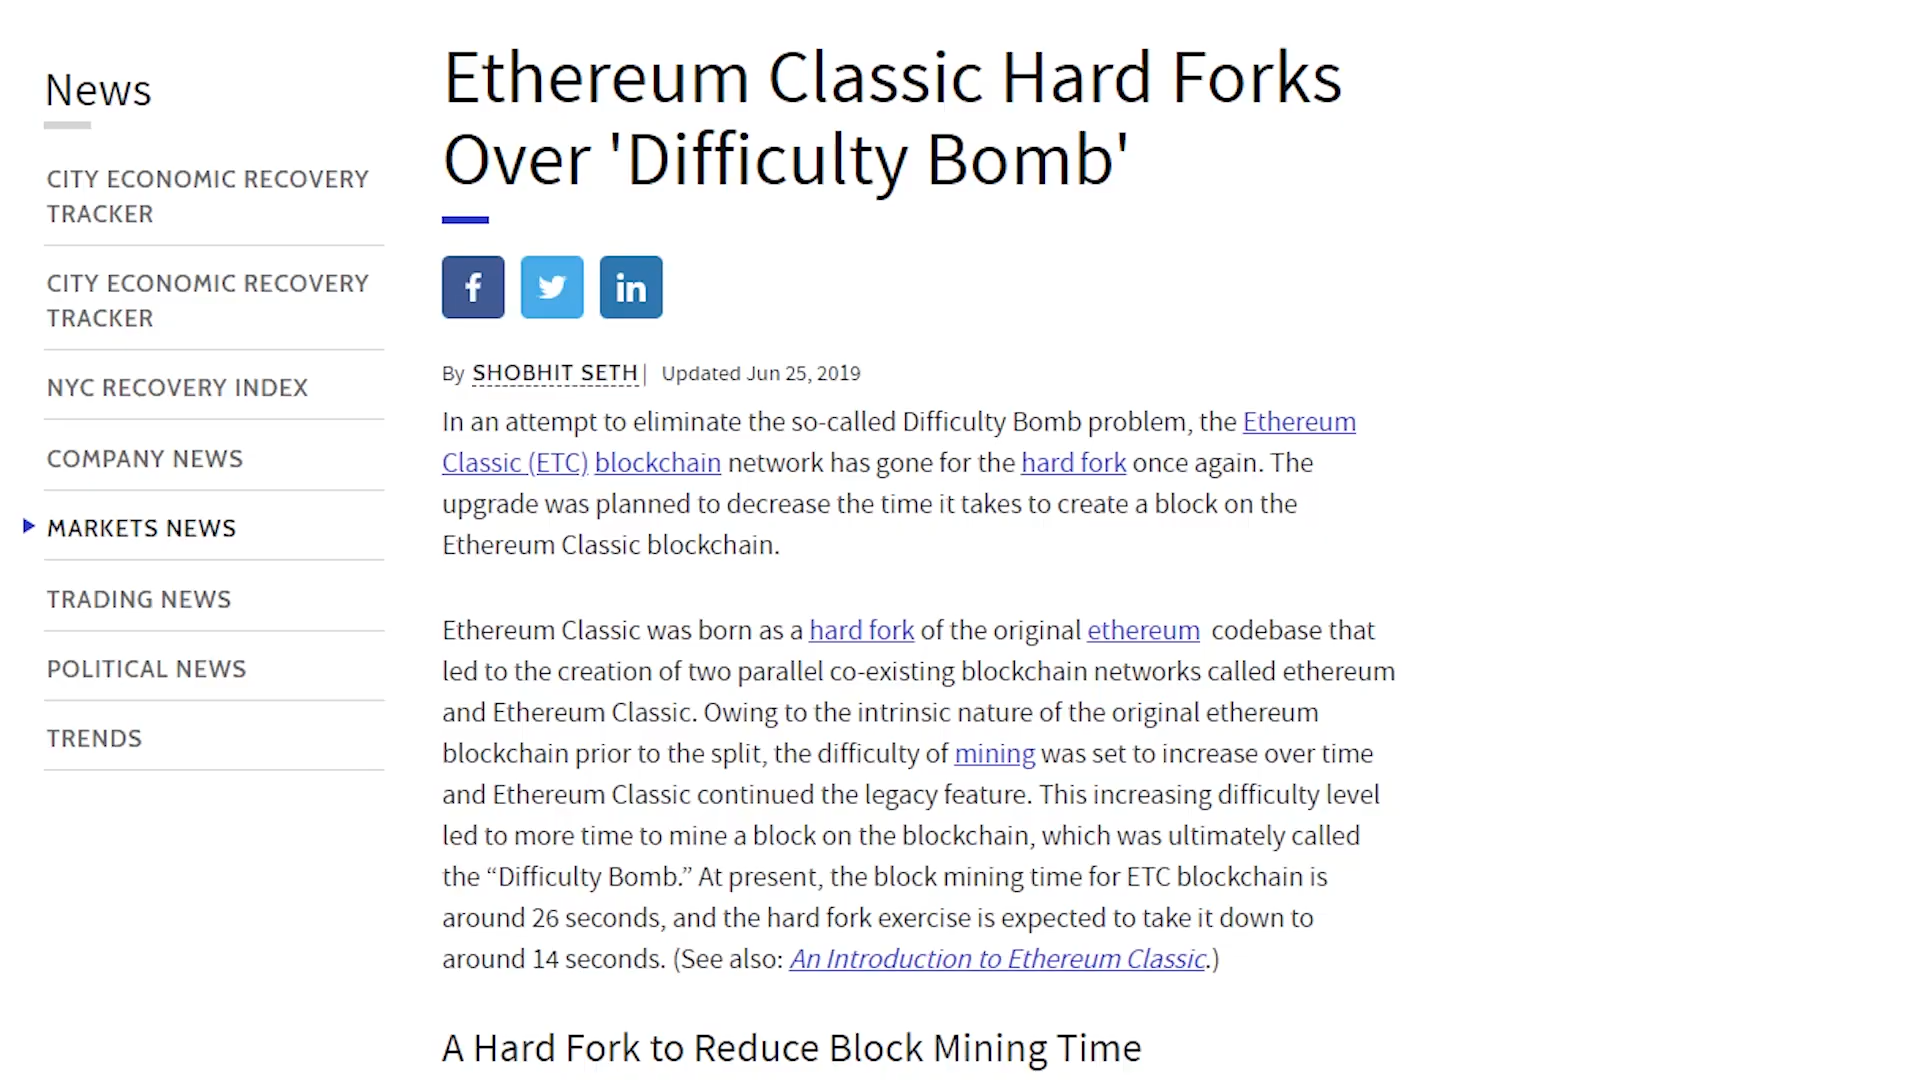 News
CITY ECONOMIC RECOVERY
TRACKER
CITY ECONOMIC RECOVERY
TRACKER
NYC RECOVERY INDEX
COMPANY NEWS
MARKETS NEWS
TRADING NEWS
POLITICAL NEWS
TRENDS
Ethereum Classic Hard Forks
Over 'Difficulty Bomb'
f
in
By SHOBHIT SETH| Updated Jun 25, 2019
In an attempt to eliminate the so-called Difficulty Bomb problem, the Ethereum
Classic (ETC) blockchain network has gone for the hard fork once again. The
upgrade was planned to decrease the time it takes to create a block on the
Ethereum Classic blockchain.
Ethereum Classic was born as a hard fork of the original ethereum codebase that
led to the creation of two parallel co-existing blockchain networks called ethereum
and Ethereum Classic. Owing to the intrinsic nature of the original ethereum
blockchain prior to the split, the difficulty of mining was set to increase over time
and Ethereum Classic continued the legacy feature. This increasing difficulty level
led to more time to mine a block on the blockchain, which was ultimately called
the “Difficulty Bomb.” At present, the block mining time for ETC blockchain is
around 26 seconds, and the hard fork exercise is expected to take it down to
around 14 seconds. (See also: An Introduction to Ethereum Classic.)
A Hard Fork to Reduce Block Mining Time